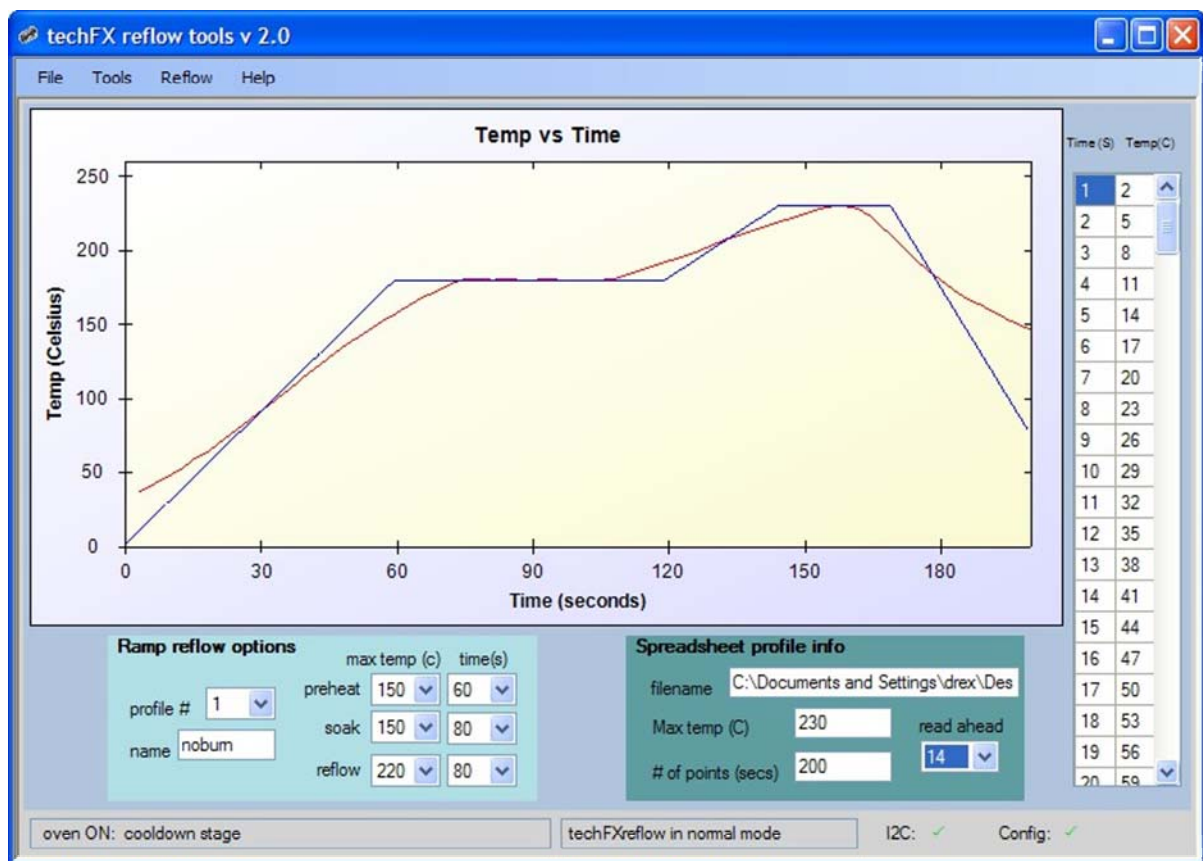 techFX reflow tools v 2.0
File Tools Reflow Help
Temp vs Time
Temp (Celsius)
250
200
150
100
50
0
0 30 60 90 120 150 180
Time (seconds)
Time (S) Temp(C)
1 2
2 5
3 8
4 11
5 14
6 17
7 20
8 23
9 26
10 29
11 32
12 35
13 38
14 41
15 44
16 47
17 50
18 53
19 56
20 59
Ramp reflow options
max temp (c) time(s)
profile # 1
name noburn
preheat 150 60
soak 150 80
reflow 220 80
Spreadsheet profile info
filename C:\Documents and Settings\drex\Des
Max temp (C) 230
read ahead
14
# of points (secs) 200
oven ON: cooldown stage
techFXreflow in normal mode
I2C: ✓ Config: ✓